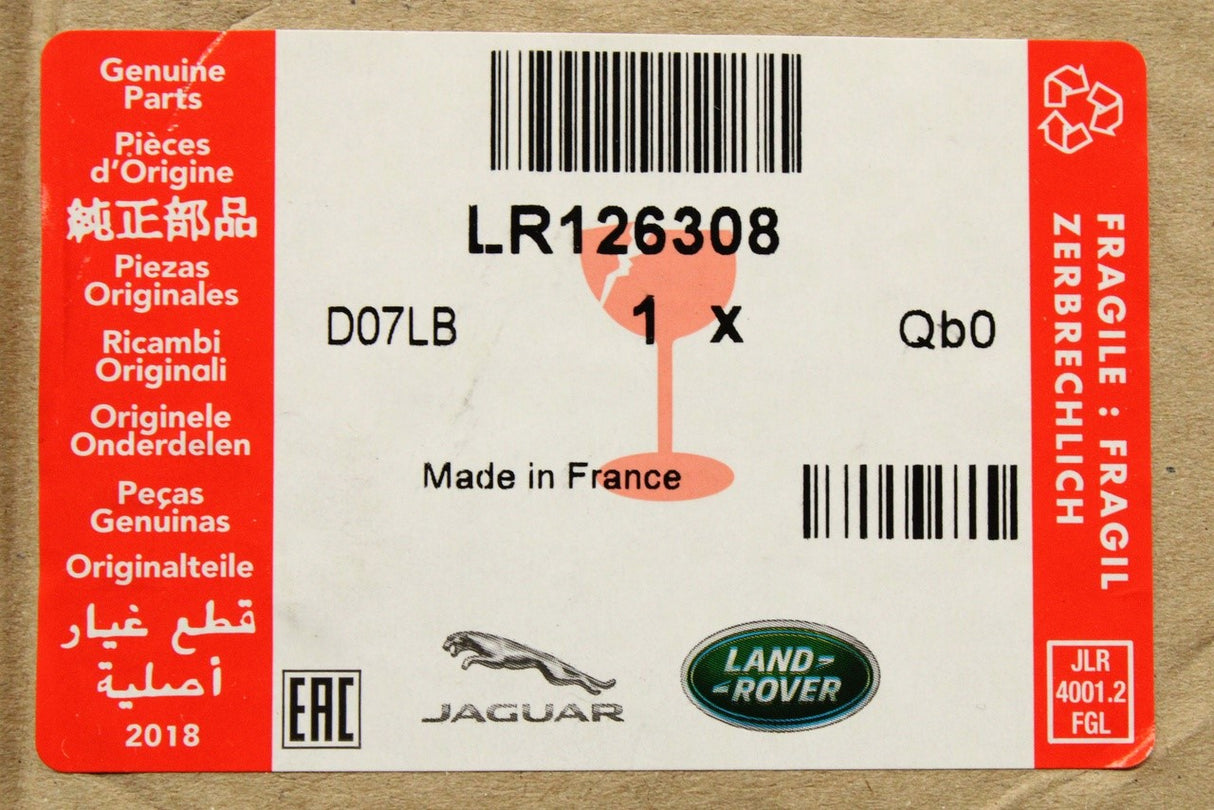 Genuine
Parts
Pièces
d'Origine
純正部品
Piezas
Originales
Ricambi
Originali
Originele
Onderdelen
Peças
Genuinas
Originalteile
قطع غيار
أصلية
2018
LR126308
D07LB 1 x Qb0
Made in France
EAC
JAGUAR
LAND-
-ROVER
FRAGILE : FRAGIL
ZERBRECHLICH
JLR
4001.2
FGL